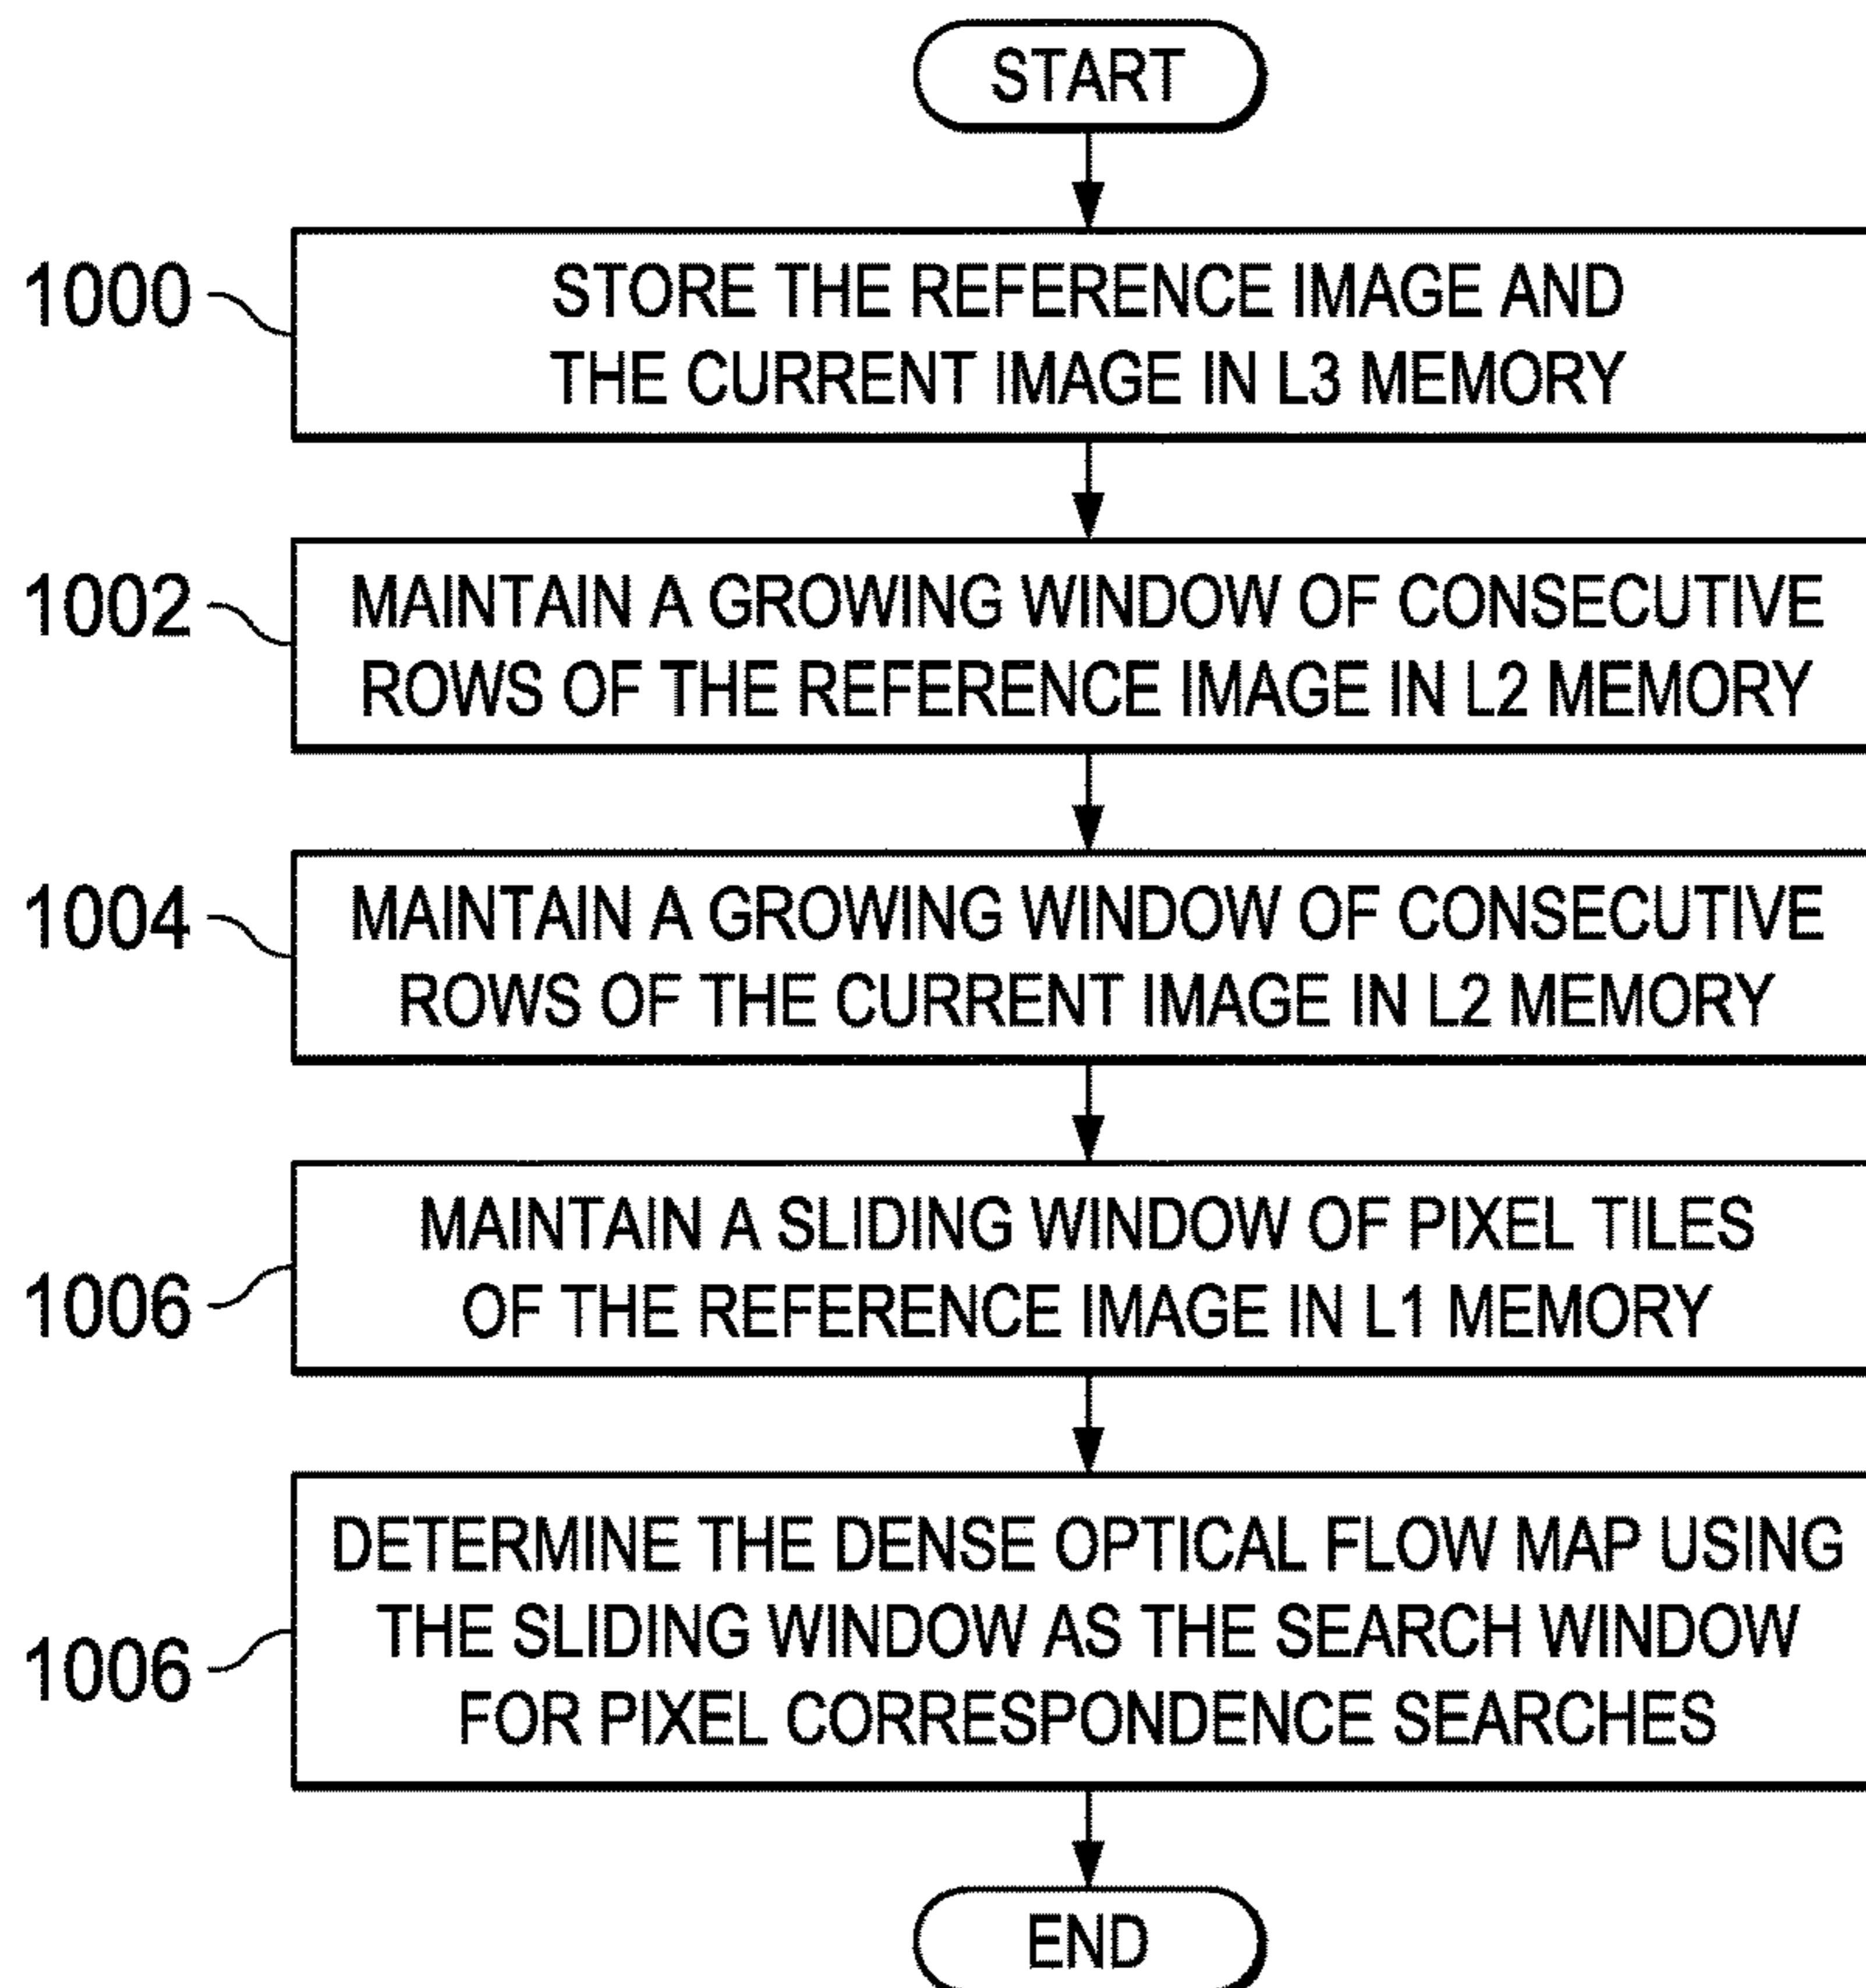 START
1000
STORE THE REFERENCE IMAGE AND
THE CURRENT IMAGE IN L3 MEMORY
1002
MAINTAIN A GROWING WINDOW OF CONSECUTIVE
ROWS OF THE REFERENCE IMAGE IN L2 MEMORY
1004
MAINTAIN A GROWING WINDOW OF CONSECUTIVE
ROWS OF THE CURRENT IMAGE IN L2 MEMORY
1006
MAINTAIN A SLIDING WINDOW OF PIXEL TILES
OF THE REFERENCE IMAGE IN L1 MEMORY
1006
DETERMINE THE DENSE OPTICAL FLOW MAP USING
THE SLIDING WINDOW AS THE SEARCH WINDOW
FOR PIXEL CORRESPONDENCE SEARCHES
END